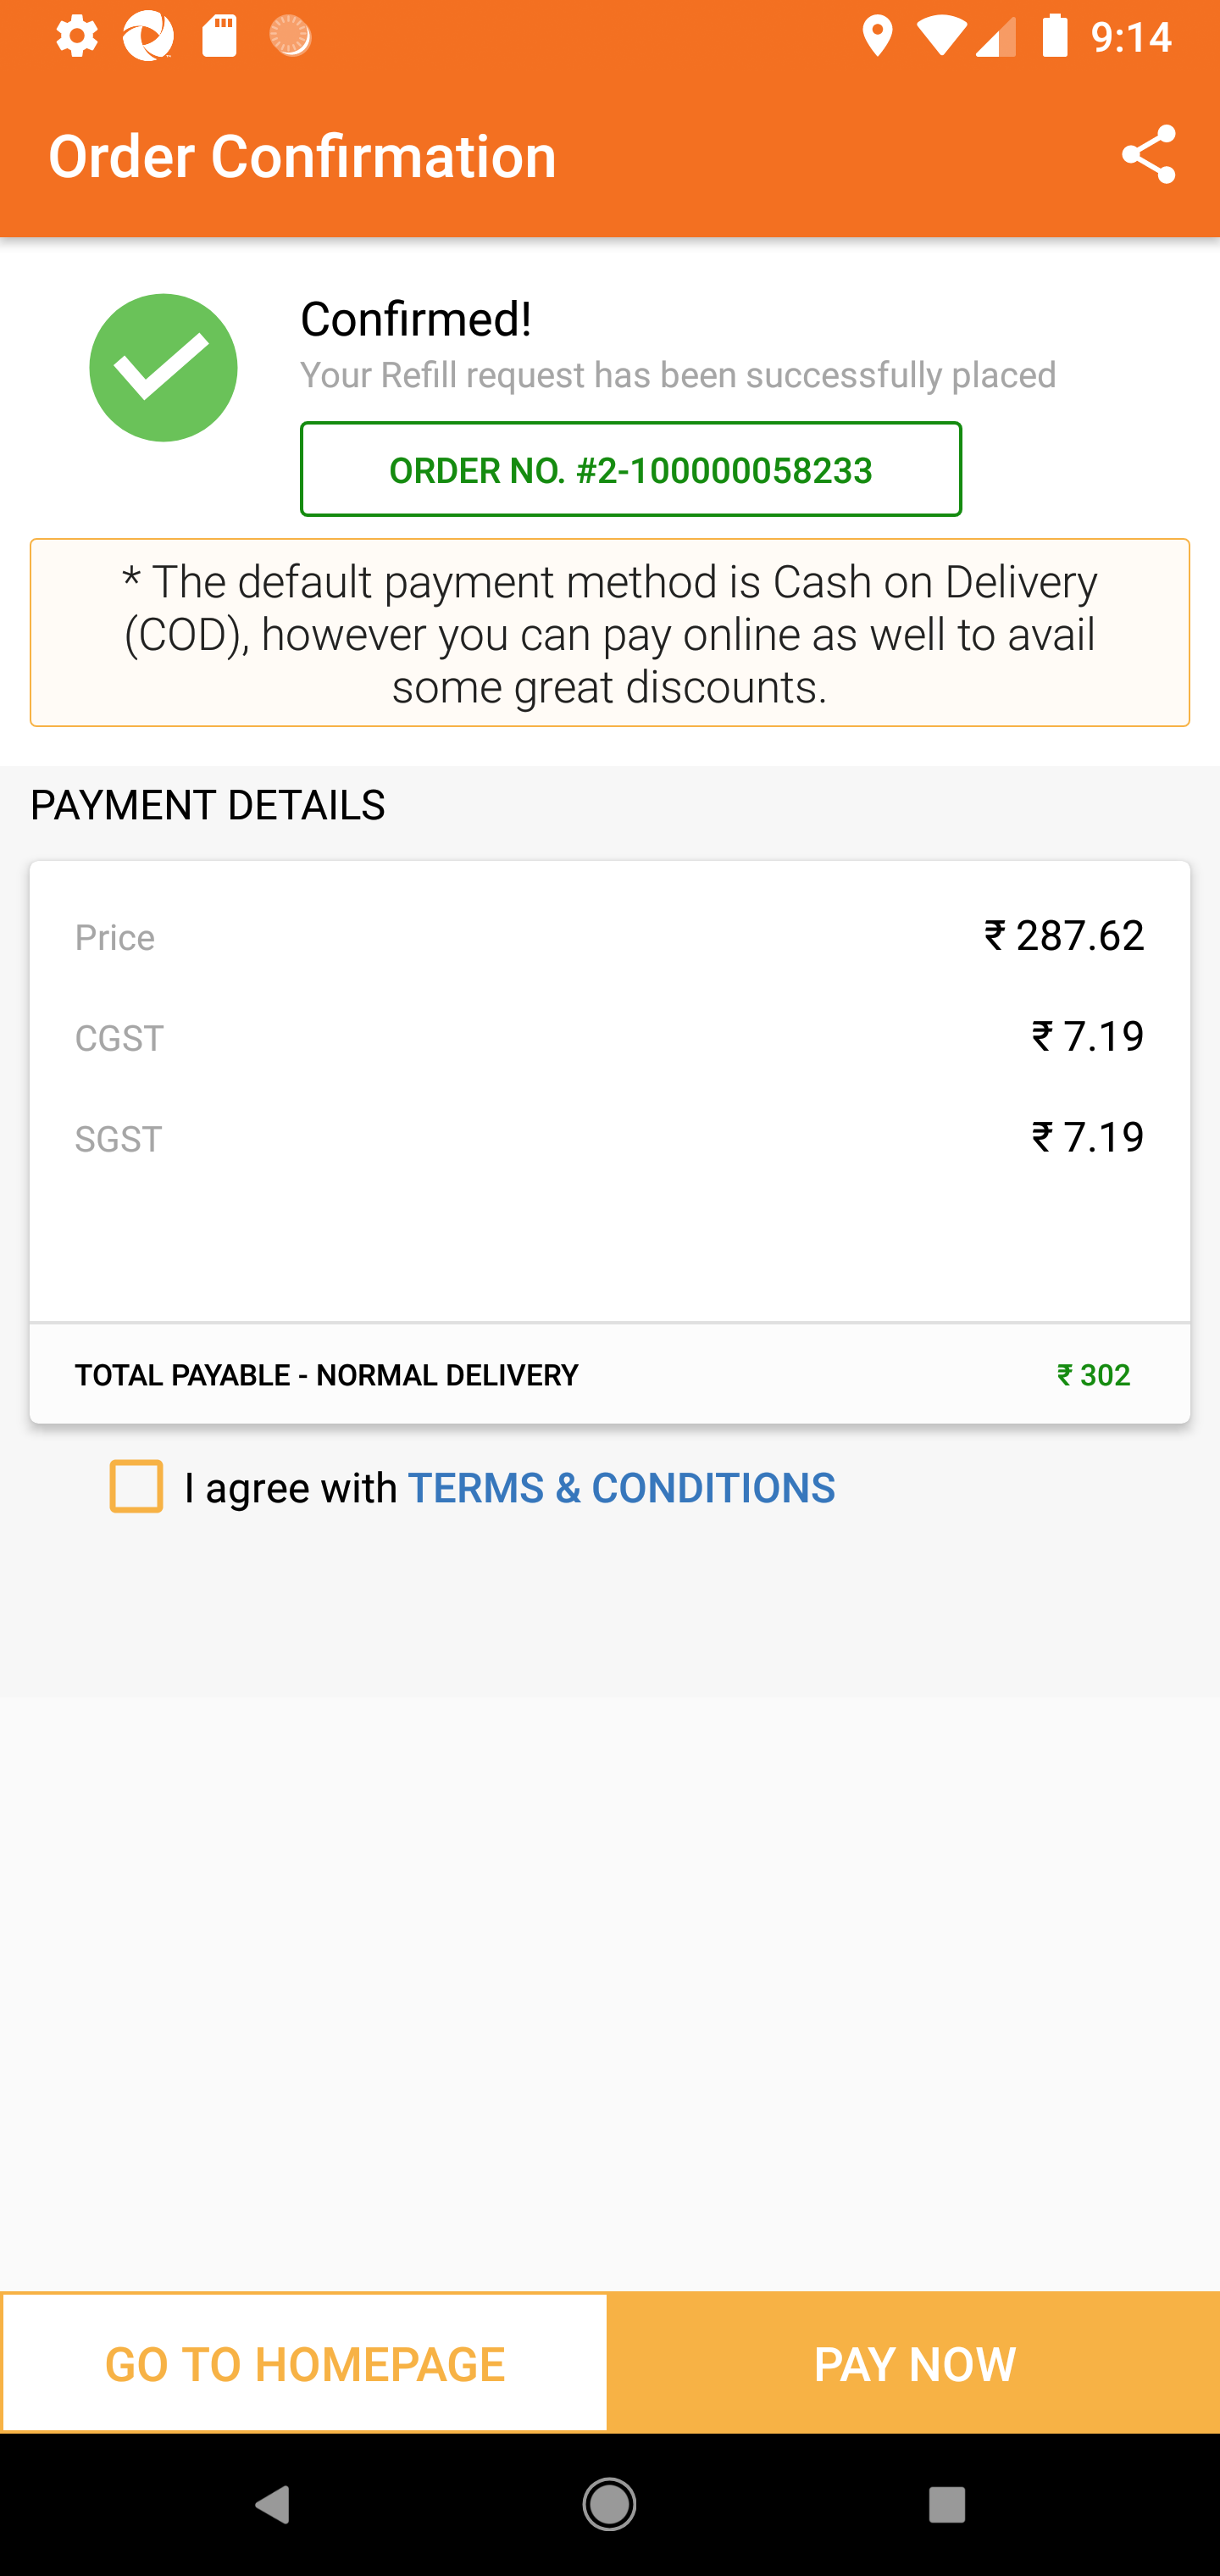 9:14
Order Confirmation
Confirmed!
Your Refill request has been successfully placed
ORDER NO. #2-100000058233
* The default payment method is Cash on Delivery
(COD), however you can pay online as well to avail
some great discounts.
PAYMENT DETAILS
Price ₹ 287.62
CGST ₹ 7.19
SGST ₹ 7.19
TOTAL PAYABLE - NORMAL DELIVERY ₹ 302
I agree with TERMS & CONDITIONS
GO TO HOMEPAGE PAY NOW